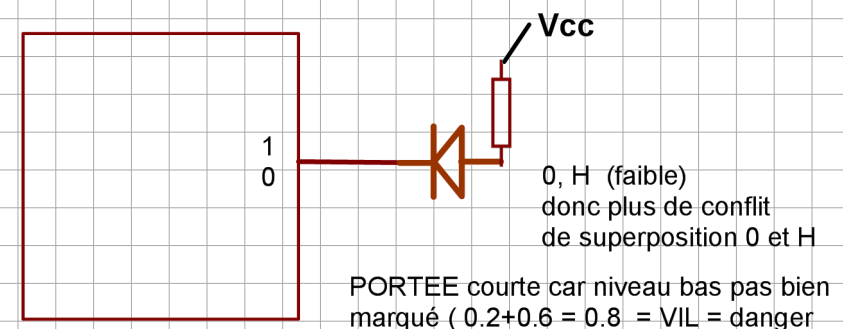 Vcc
1
0
0, H (faible)
donc plus de conflit
de superposition 0 et H
PORTEE courte car niveau bas pas bien
marqué ( 0.2+0.6 = 0.8 = VIL = danger